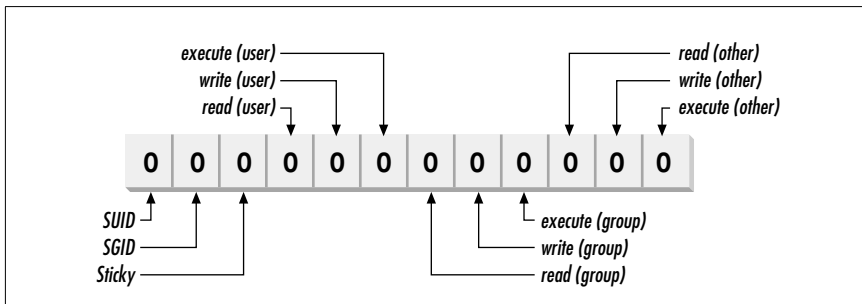 execute (user)
write (user)
read (user)
read (other)
write (other)
execute (other)
0 0 0 0 0 0 0 0 0 0 0 0
SUID
SGID
Sticky
execute (group)
write (group)
read (group)